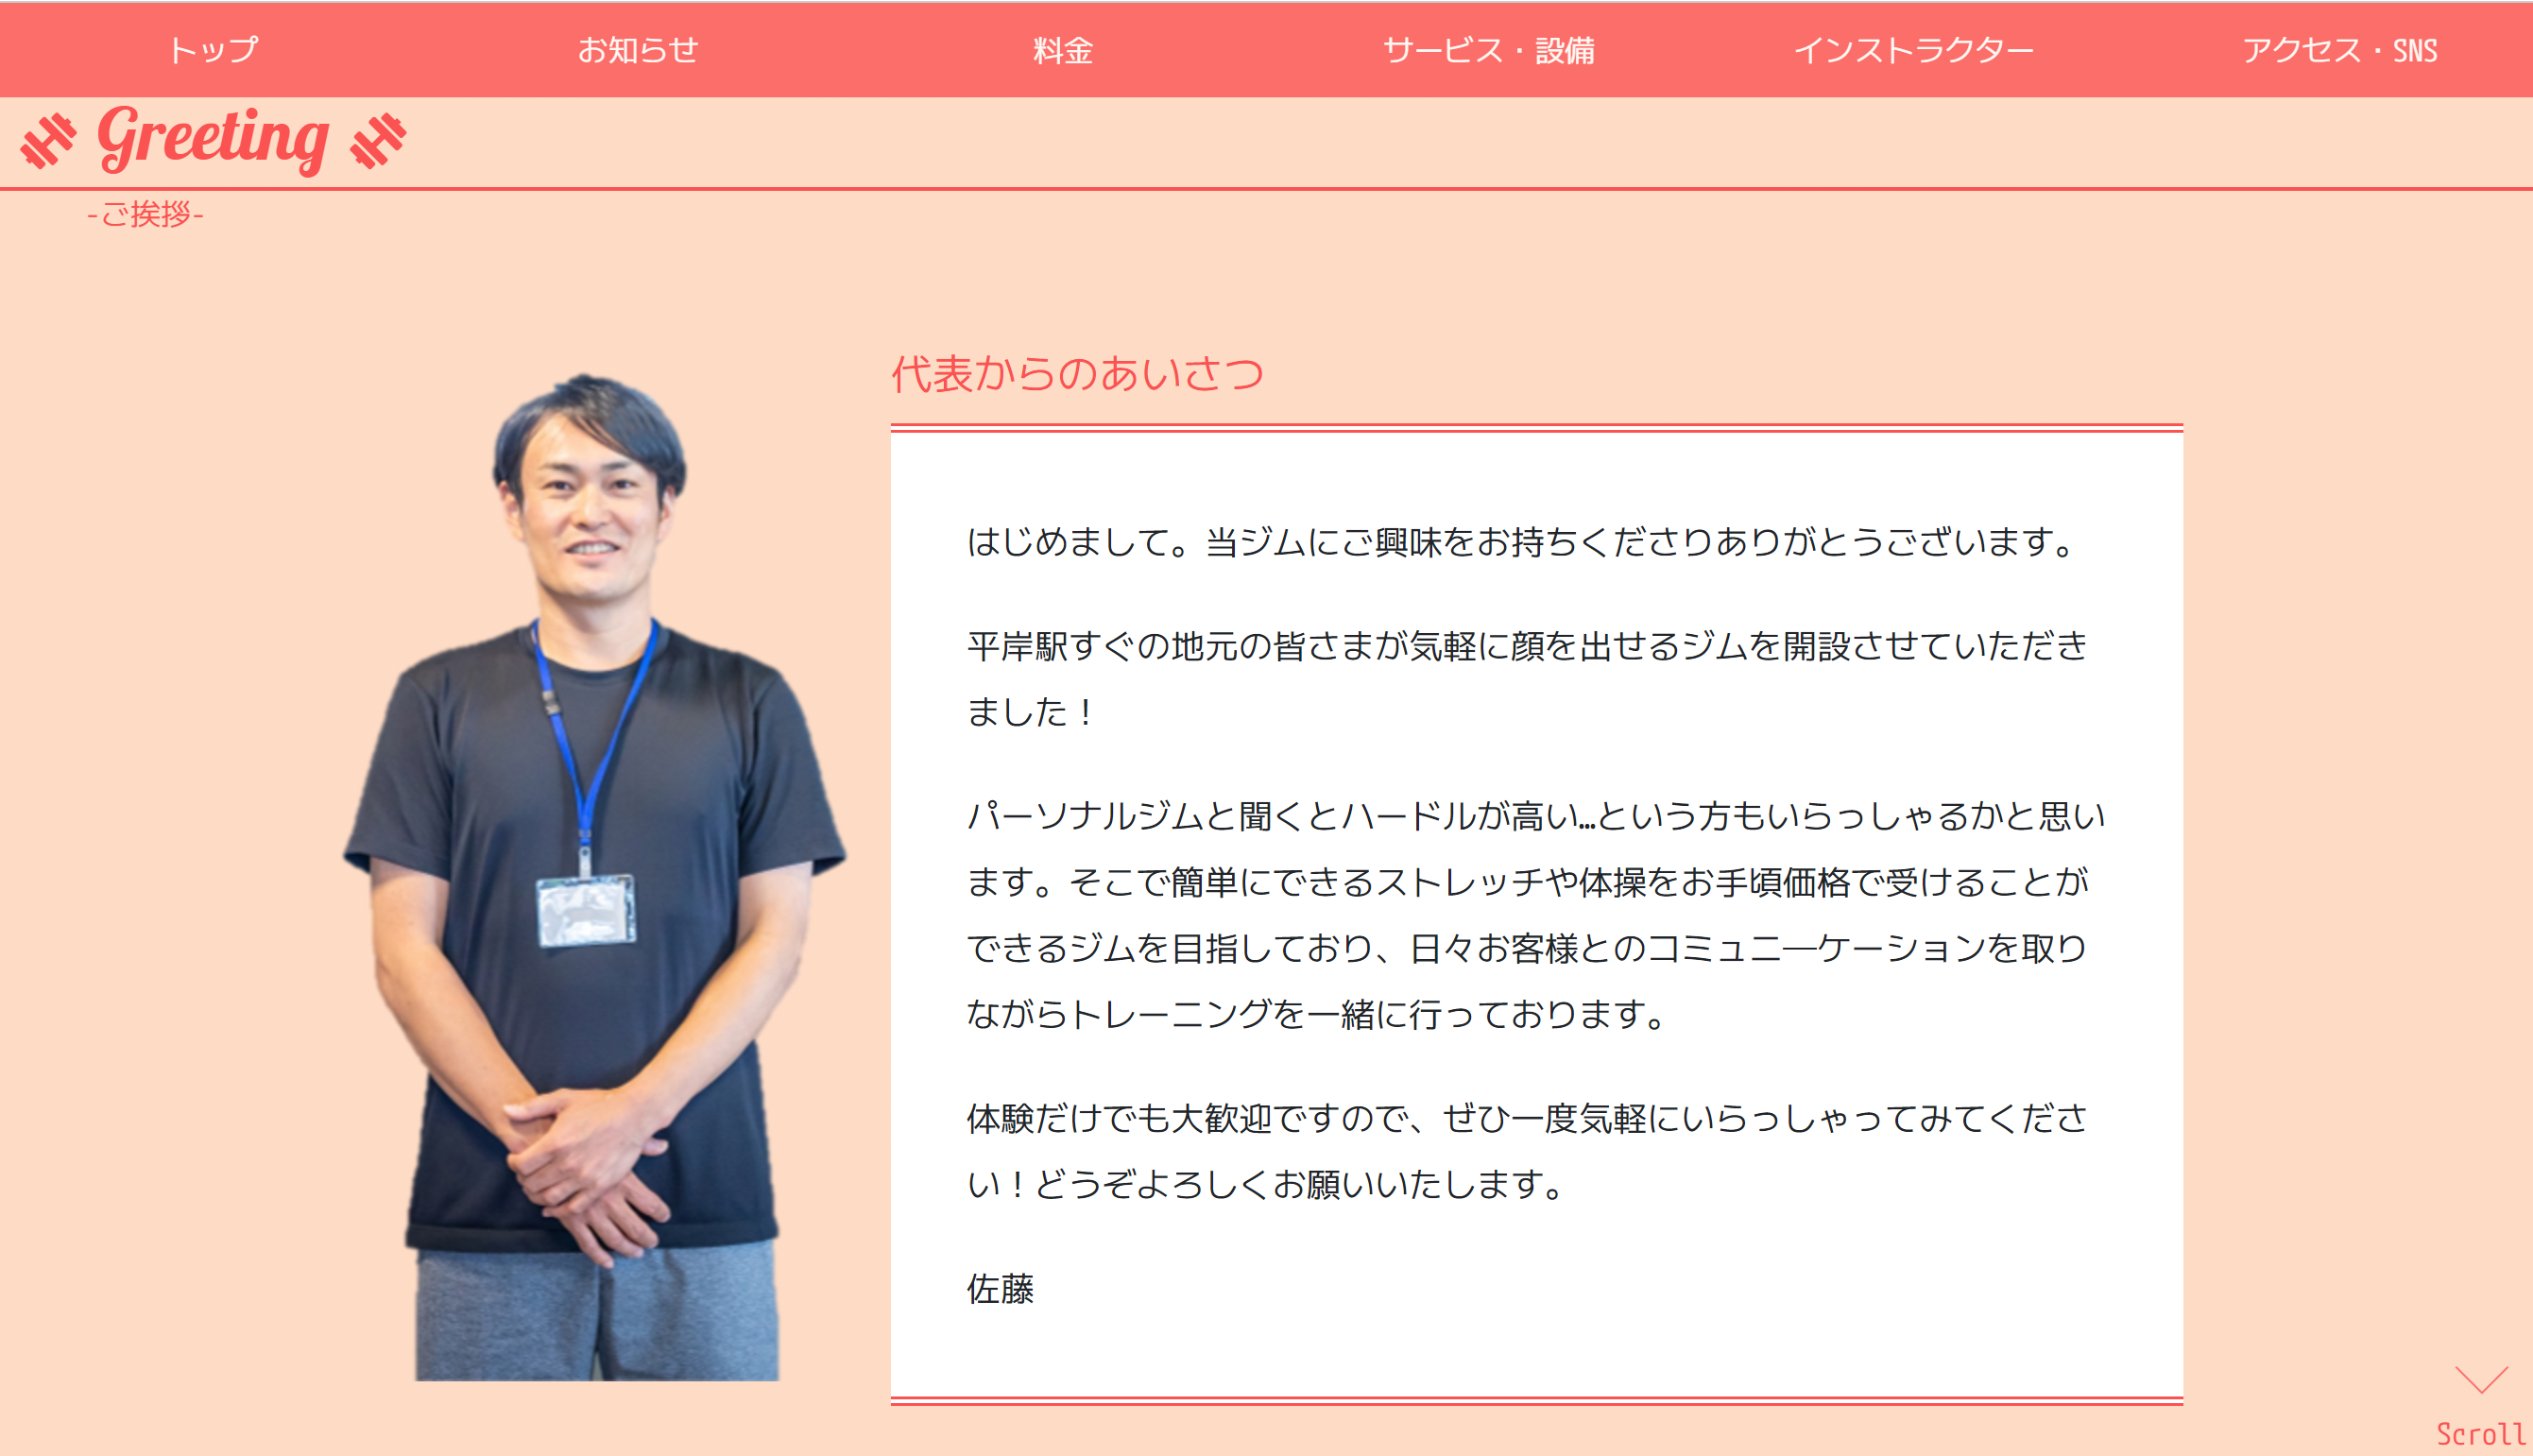 トップ お知らせ 料金 サービス・設備 インストラクター アクセス・SNS
Greeting
-ご挨拶-
代表からのあいさつ
はじめまして。当ジムにご興味をお持ちくださりありがとうございます。
平岸駅すぐの地元の皆さまが気軽に顔を出せるジムを開設させていただき
ました！
パーソナルジムと聞くとハードルが高い…という方もいらっしゃるかと思い
ます。そこで簡単にできるストレッチや体操をお手頃価格で受けることが
できるジムを目指しており、日々お客様とのコミュニ―ケーションを取り
ながらトレーニングを一緒に行っております。
体験だけでも大歓迎ですので、ぜひ一度気軽にいらっしゃってみてくださ
い！どうぞよろしくお願いいたします。
佐藤
Scroll